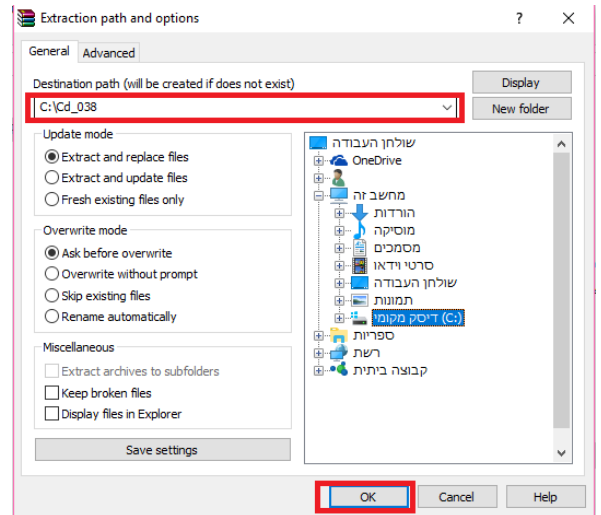 Extraction path and options
General Advanced
Destination path (will be created if does not exist)
Display
C:\Cd_038
New folder
Update mode
Extract and replace files
Extract and update files
Fresh existing files only
Overwrite mode
Ask before overwrite
Overwrite without prompt
Skip existing files
Rename automatically
Miscellaneous
Extract archives to subfolders
Keep broken files
Display files in Explorer
Save settings
שולחן העבודה
OneDrive
מחשב זה
הורדות
מוסיקה
מסמכים
סרטי וידאו
שולחן העבודה
תמונות
דיסק מקומי (C:)
ספריות
רשת
קבוצה ביתית
OK Cancel Help